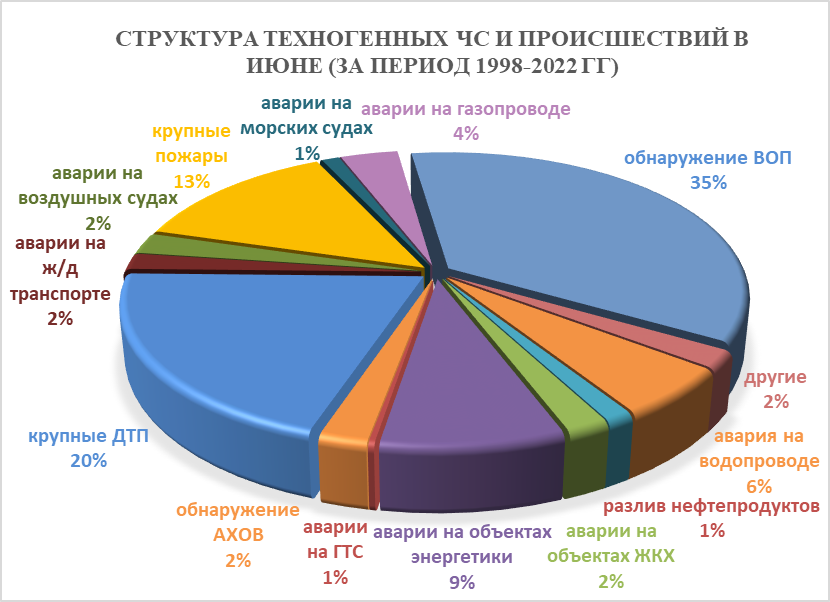 СТРУКТУРА ТЕХНОГЕННЫХ ЧС И ПРОИСШЕСТВИЙ В
ИЮНЕ (ЗА ПЕРИОД 1998-2022 ГГ)
аварии на
морских судах
1%
аварии на газопроводе
4%
крупные
пожары
13%
обнаружение ВОП
35%
аварии на
воздушных судах
2%
аварии на
ж/д
транспорте
2%
другие
2%
крупные ДТП
20%
авария на
водопроводе
6%
разлив нефтепродуктов
1%
обнаружение
АХОВ
2%
аварии
на ГТС
1%
аварии на объектах
энергетики
9%
аварии на
объектах ЖКХ
2%